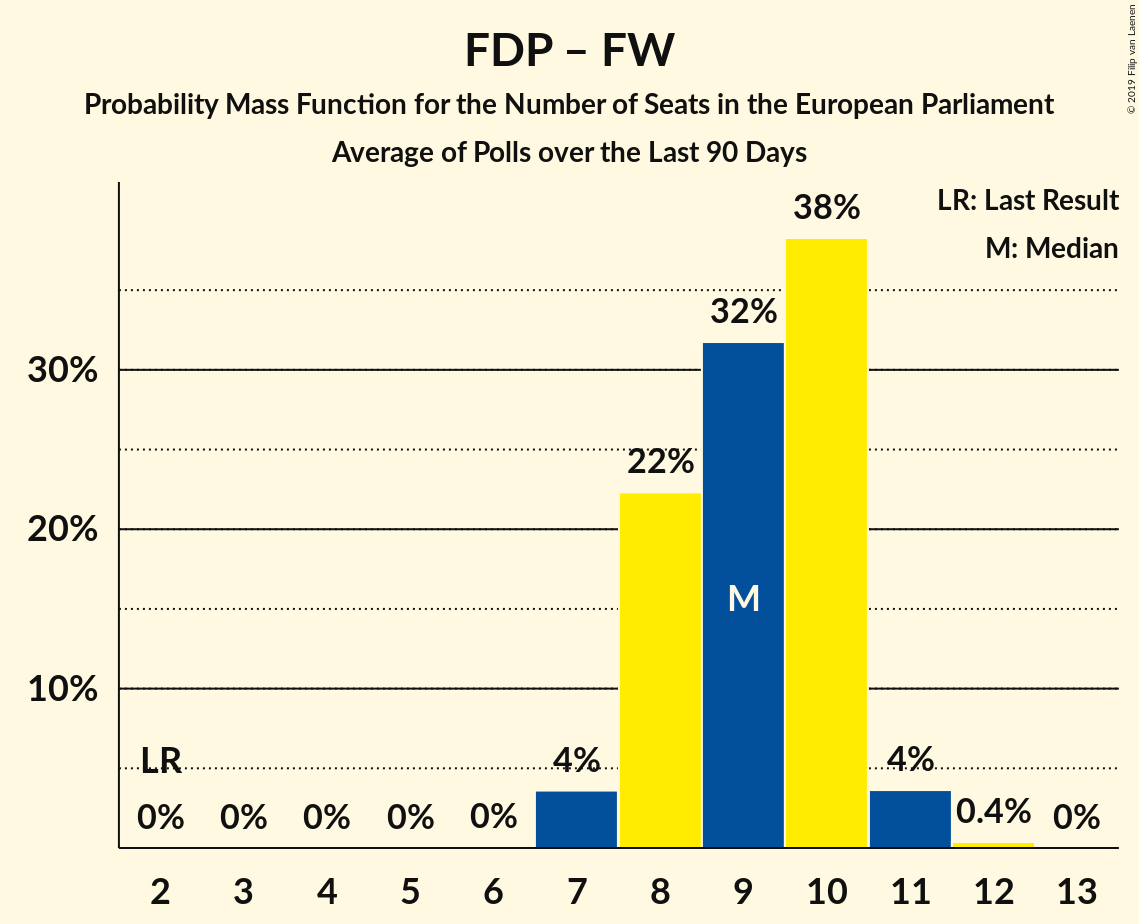 FDP – FW
Probability Mass Function for the Number of Seats in the European Parliament
Average of Polls over the Last 90 Days
© 2019 Filip van Laenen
LR: Last Result
M: Median
38%
32%
30%
22%
20%
M
10%
LR
4%
4%
0%
0%
0%
0%
0%
0.4%
0%
2 3 4 5 6 7 8 9 10 11 12 13